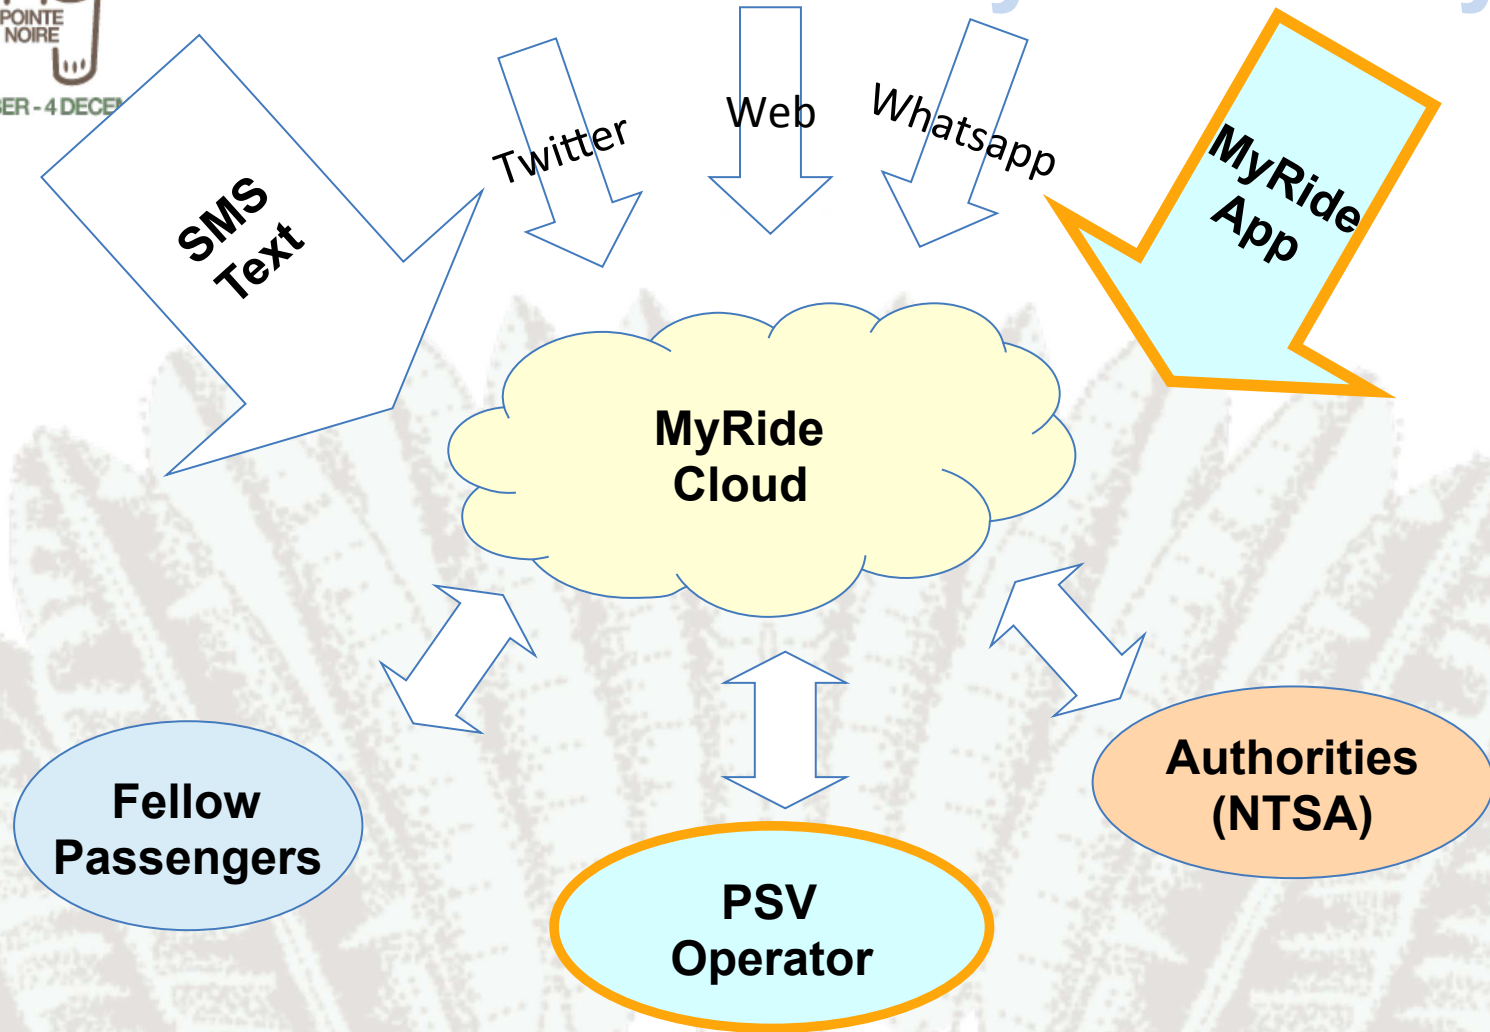 POINTE
NOIRE
Twitter
Web
Whatsapp
SMS
Text
MyRide
App
MyRide
Cloud
Fellow
Passengers
PSV
Operator
Authorities
(NTSA)